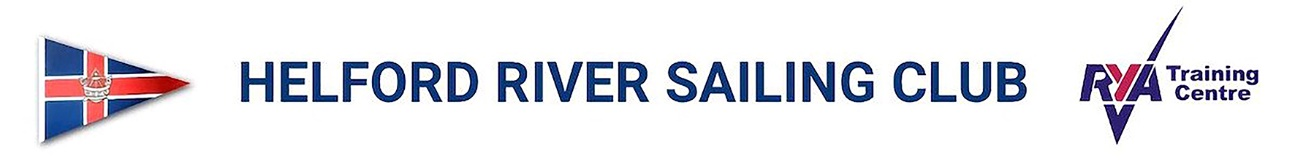 HELFORD RIVER SAILING CLUB
RYA Training
Centre